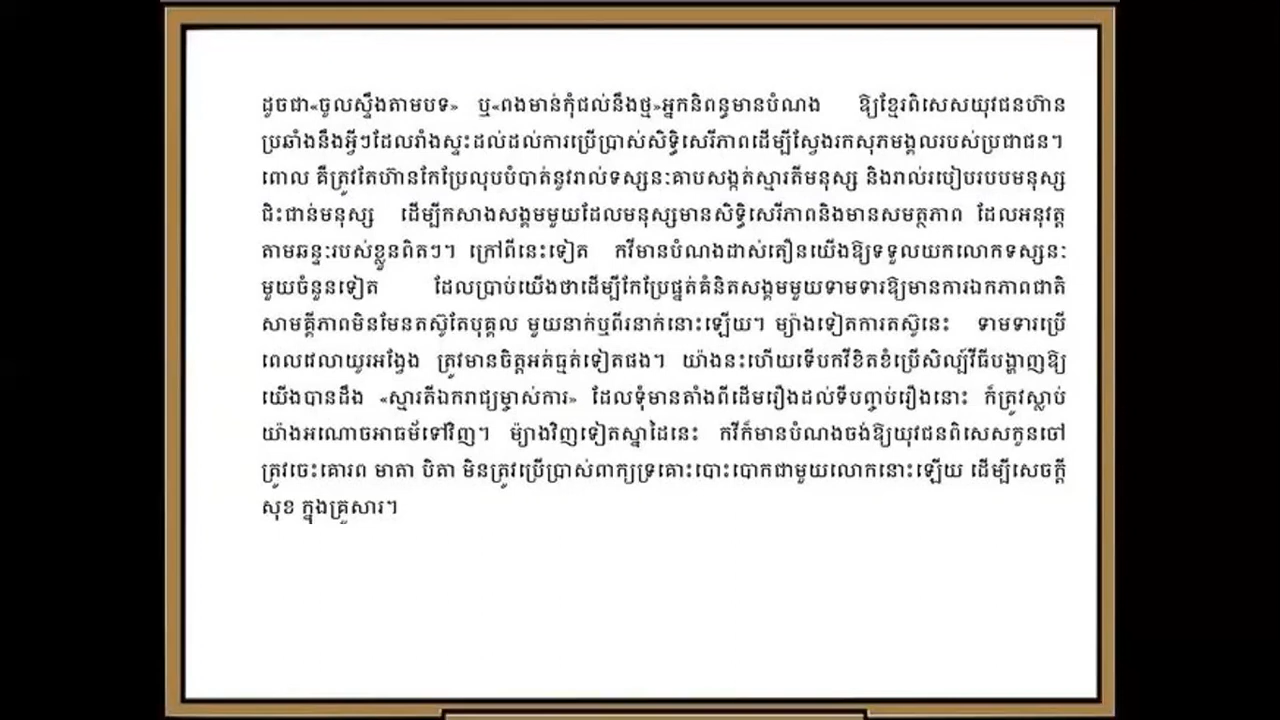 ដូចជា«ចូលស្ទឹងតាមបទ» ឬ«ពងមាន់កុំជល់នឹងថ្ម»អ្នកនិពន្ធមានបំណង ឱ្យខ្មែរពិសេសយុវជនហ៊ាន
ប្រឆាំងនឹងអ្វីៗដែលរាំងស្ទះដល់ដល់ការប្រើប្រាស់សិទ្ធិសេរីភាពដើម្បីស្វែងរកសុភមង្គលរបស់ប្រជាជន។
ពោល គឺត្រូវតែហ៊ានកែប្រែលុបបំបាត់នូវរាល់ទស្សនៈគាបសង្កត់ស្មារតីមនុស្ស និងរាល់របៀបរបបមនុស្ស
ជិះជាន់មនុស្ស ដើម្បីកសាងសង្គមមួយដែលមនុស្សមានសិទ្ធិសេរីភាពនិងមានសមត្ថភាព ដែលអនុវត្ត
តាមឆន្ទៈរបស់ខ្លួនពិតៗ។ ក្រៅពីនេះទៀត កវីមានបំណងដាស់តឿនយើងឱ្យទទួលយកលោកទស្សនៈ
មួយចំនួនទៀត ដែលប្រាប់យើងថាដើម្បីកែប្រែផ្នត់គំនិតសង្គមមួយទាមទារឱ្យមានការឯកភាពជាតិ
សាមគ្គីភាពមិនមែនតស៊ូតែបុគ្គល មួយនាក់ឬពីរនាក់នោះឡើយ។ ម្យ៉ាងទៀតការតស៊ូនេះ ទាមទារប្រើ
ពេលវេលាយូរអង្វែង ត្រូវមានចិត្តអត់ធ្មត់ទៀតផង។ យ៉ាងនះហើយទើបកវីខិតខំប្រើសិល្ប៍វីធីបង្ហាញឱ្យ
យើងបានដឹង «ស្មារតីឯករាជ្យម្ចាស់ការ» ដែលទុំមានតាំងពីដើមរឿងដល់ទីបញ្ចប់រឿងនោះ ក៏ត្រូវស្លាប់
យ៉ាងអណោចអាធម័ទៅវិញ។ ម៉្យាងវិញទៀតស្នាដៃនេះ កវីក៏មានបំណងចង់ឱ្យយុវជនពិសេសកូនចៅ
ត្រូវចេះគោរព មាតា បិតា មិនត្រូវប្រើប្រាស់ពាក្យទ្រគោះបោះបោកជាមួយលោកនោះឡើយ ដើម្បីសេចក្ដី
សុខ ក្នុងគ្រួសារ។